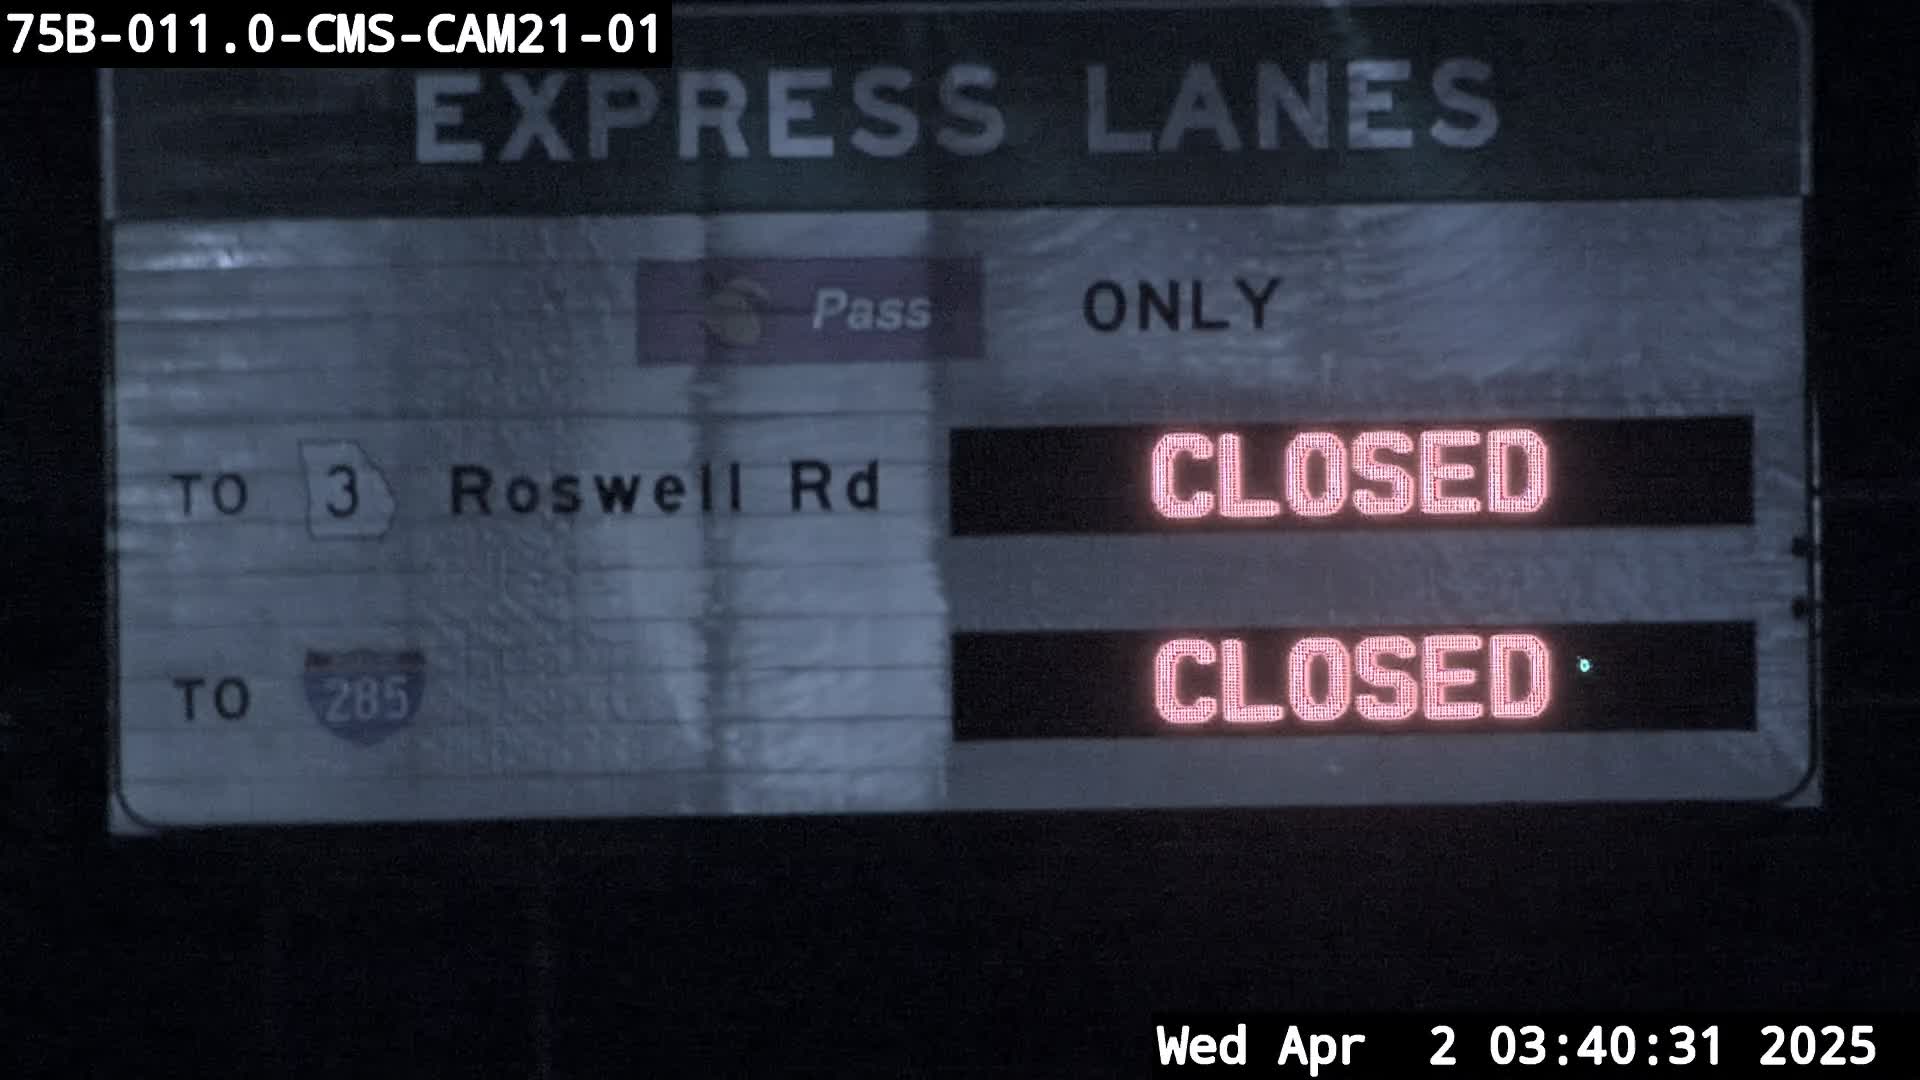 75B-011.0-CMS-CAM21-01
EXPRESS LANES
Pass ONLY
TO 3 Roswell Rd CLOSED
TO 285 CLOSED
Wed Apr 2 03:40:31 2025